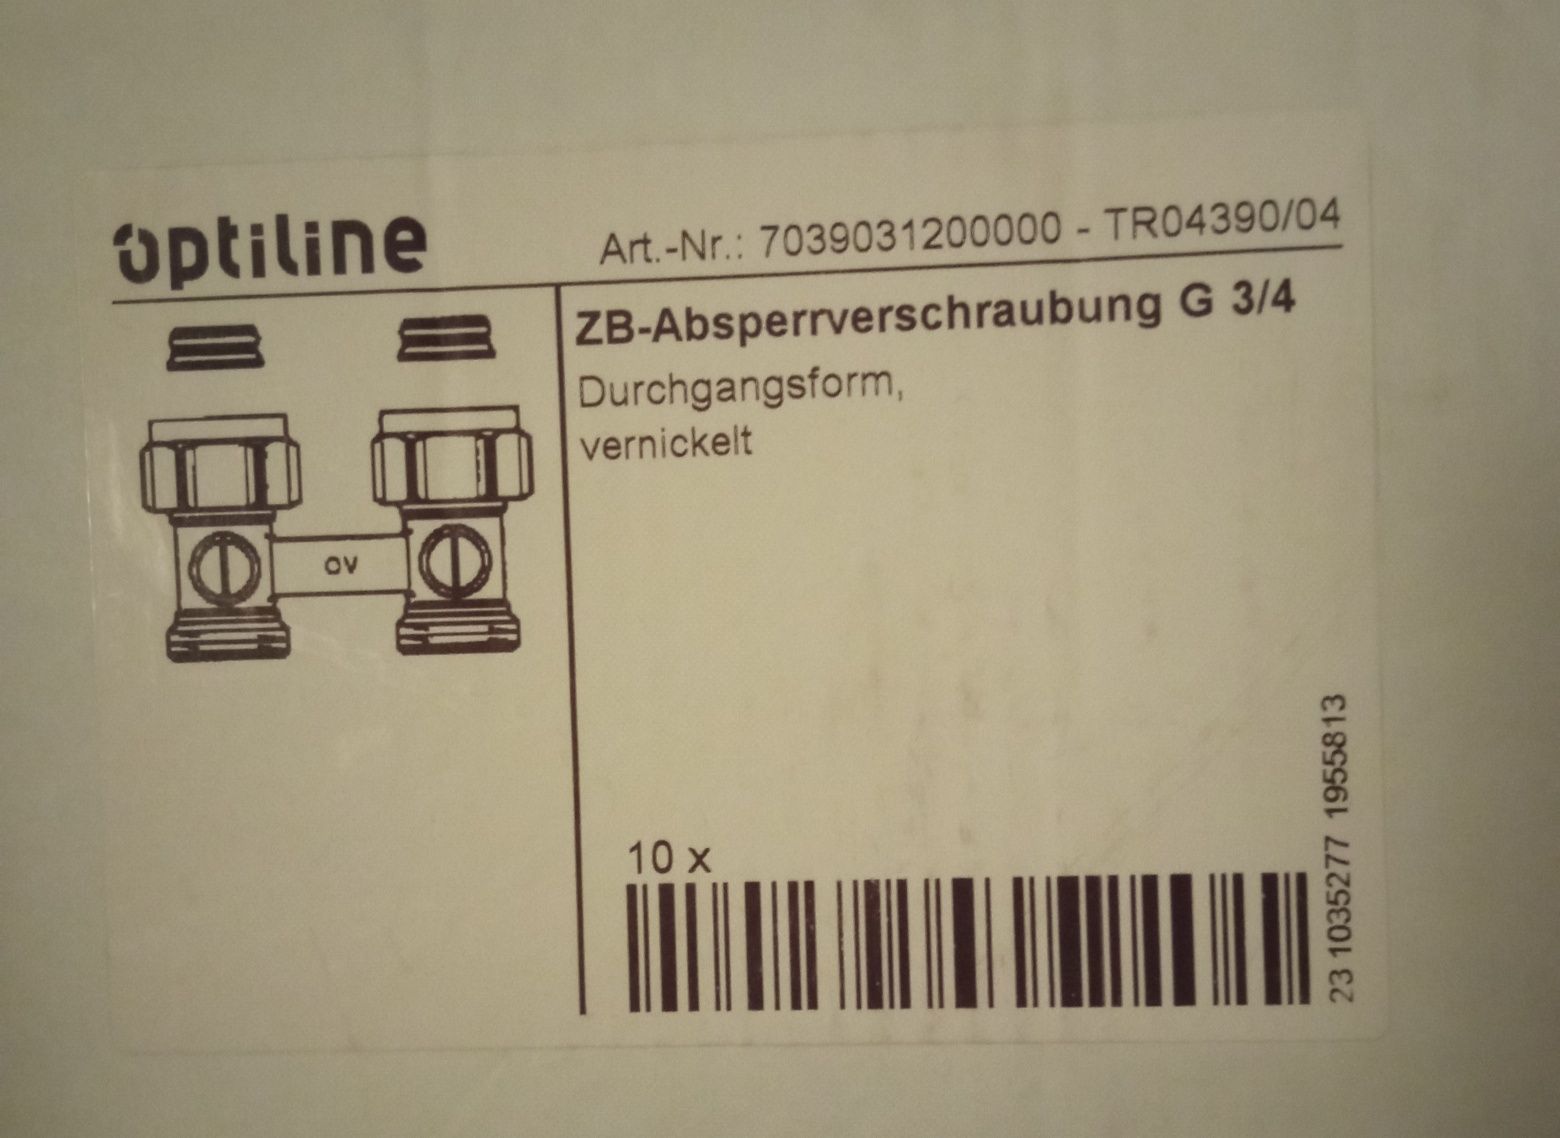 optiline
Art.-Nr.: 7039031200000 - TR04390/04
ZB-Absperrverschraubung G 3/4
Durchgangsform,
vernickelt
OV
10 x
23 1035277 1955813